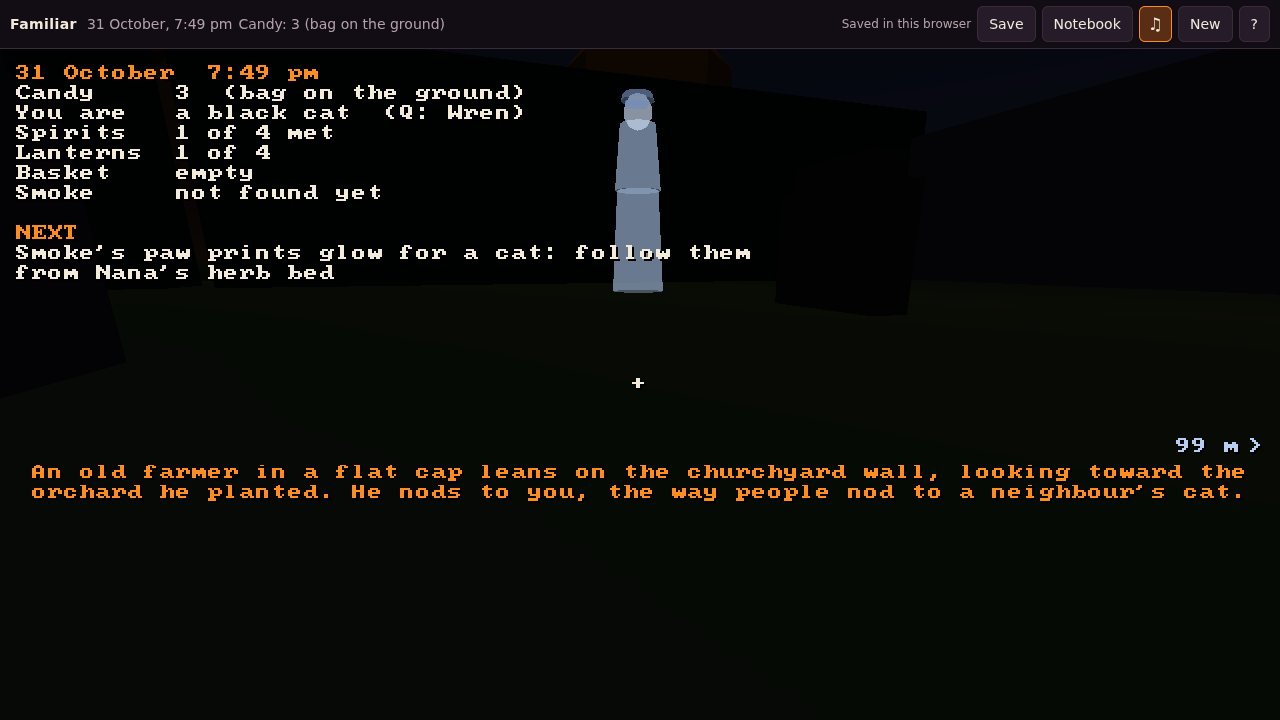 Familiar 31 October, 7:49 pm Candy: 3 (bag on the ground) Saved in this browser Save Notebook ♫ New ?
31 October 7:49 pm
Candy 3 (bag on the ground)
You are a black cat (Q: Wren)
Spirits 1 of 4 met
Lanterns 1 of 4
Basket empty
Smoke not found yet
NEXT
Smoke's paw prints glow for a cat: follow them
from Nana's herb bed
+
99 m >
An old farmer in a flat cap leans on the churchyard wall, looking toward the
orchard he planted. He nods to you, the way people nod to a neighbour's cat.